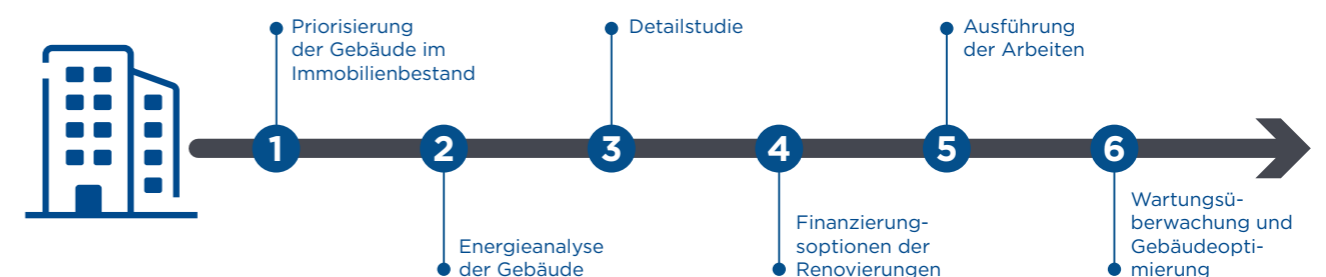 1
Priorisierung
der Gebäude im
Immobilienbestand
2
Energieanalyse
der Gebäude
3
Detailstudie
4
Finanzierung-
soptionen der
Renovierungen
5
Ausführung
der Arbeiten
6
Wartungsü-
berwachung und
Gebäudeopti-
mierung